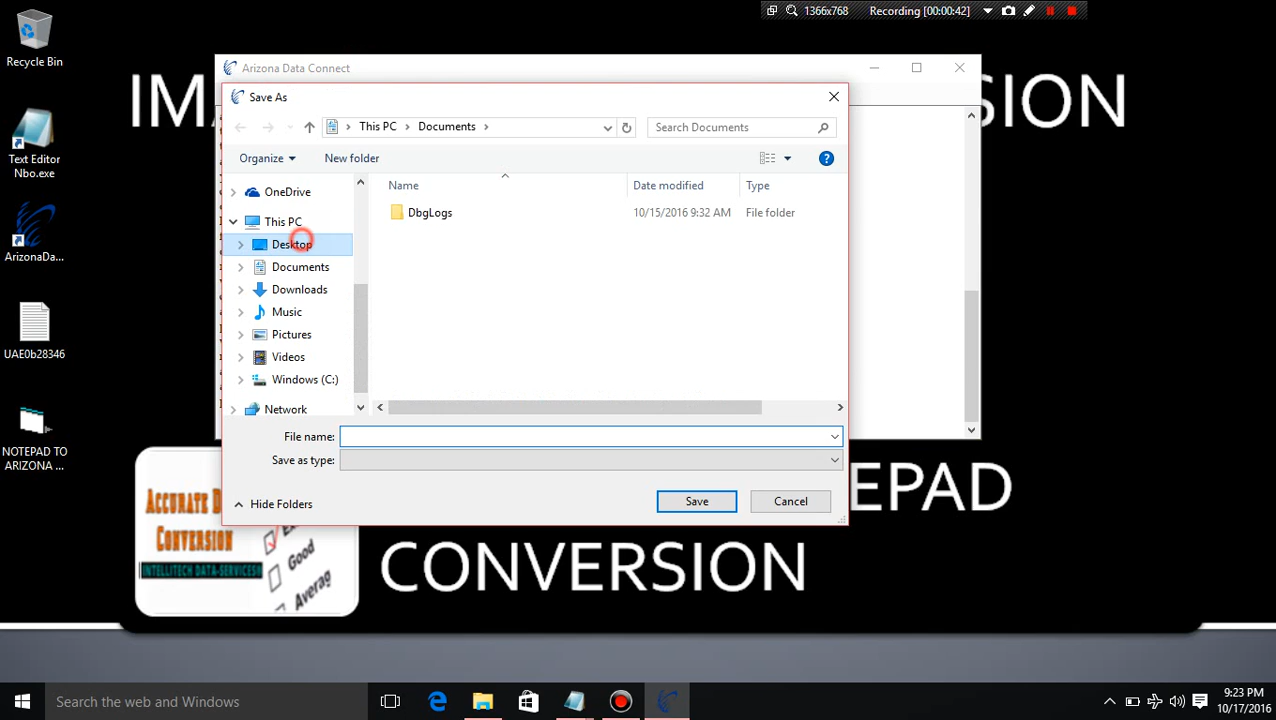 1366x768
Recording [00:00:42]
Recycle Bin
Text Editor
Nbo.exe
ArizonaDa...
UAE0b28346
NOTEPAD TO
ARIZONA ...
Arizona Data Connect
Save As
This PC
Documents
Search Documents
Organize
New folder
Name
Date modified
Type
OneDrive
This PC
Desktop
Documents
Downloads
Music
Pictures
Videos
Windows (C:)
Network
DbgLogs
10/15/2016 9:32 AM
File folder
File name:
Save as type:
Hide Folders
Save
Cancel
ACCURATE D
CONVERSION
INTELLITECH DATA-SERVICES
Good
Averag
EPAD
CONVERSION
Search the web and Windows
9:23 PM
10/17/2016